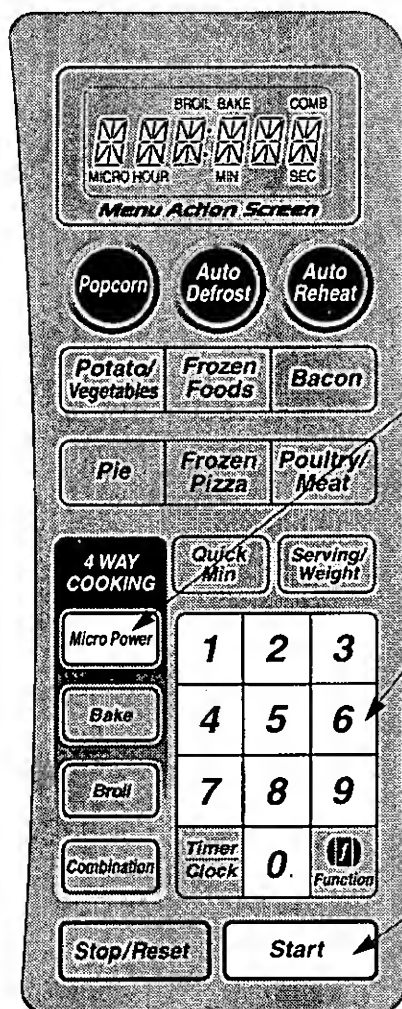 BROIL BAKE COMB
MICRO HOUR MIN SEC
Menu Action Screen
Popcorn Auto Defrost Auto Reheat
Potato/ Vegetables Frozen Foods Bacon
Pie Frozen Pizza Poultry/ Meat
4 WAY COOKING Quick Min Serving/ Weight
Micro Power 1 2 3
Bake 4 5 6
Broil 7 8 9
Combination Timer Clock 0 Function
Stop/Reset Start